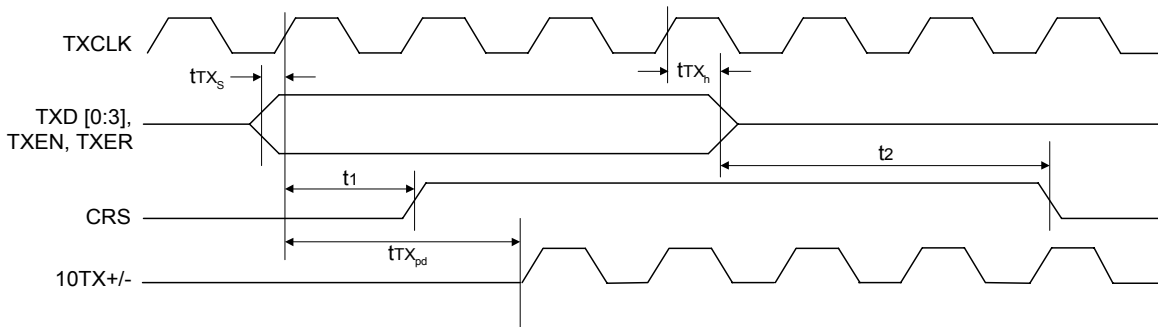 TXCLK
tTXs
tTXh
TXD [0:3],
TXEN, TXER
t2
t1
CRS
tTXpd
10TX+/-